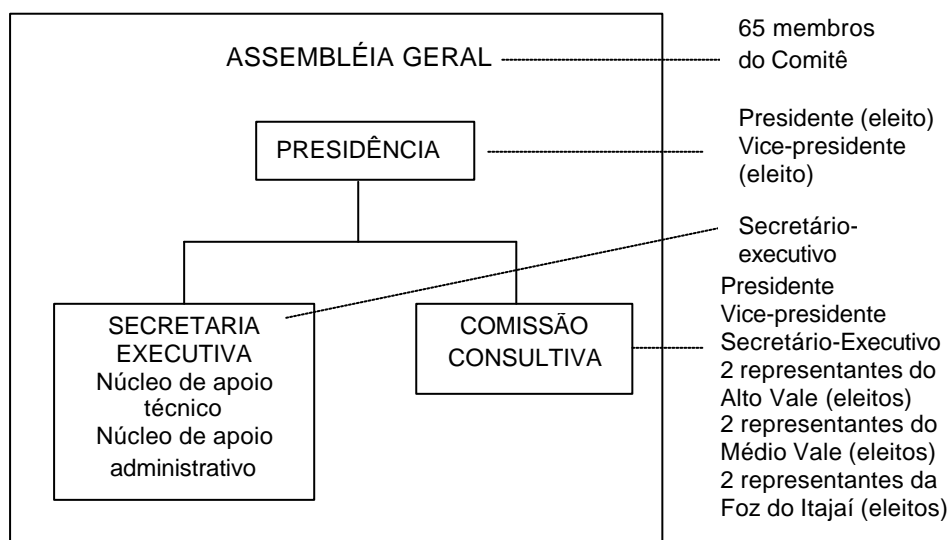 ASSEMBLÉIA GERAL
65 membros
do Comitê
PRESIDÊNCIA
Presidente (eleito)
Vice-presidente
(eleito)
Secretário-
executivo
SECRETARIA
EXECUTIVA
Núcleo de apoio
técnico
Núcleo de apoio
administrativo
COMISSÃO
CONSULTIVA
Presidente
Vice-presidente
Secretário-Executivo
2 representantes do
Alto Vale (eleitos)
2 representantes do
Médio Vale (eleitos)
2 representantes da
Foz do Itajaí (eleitos)